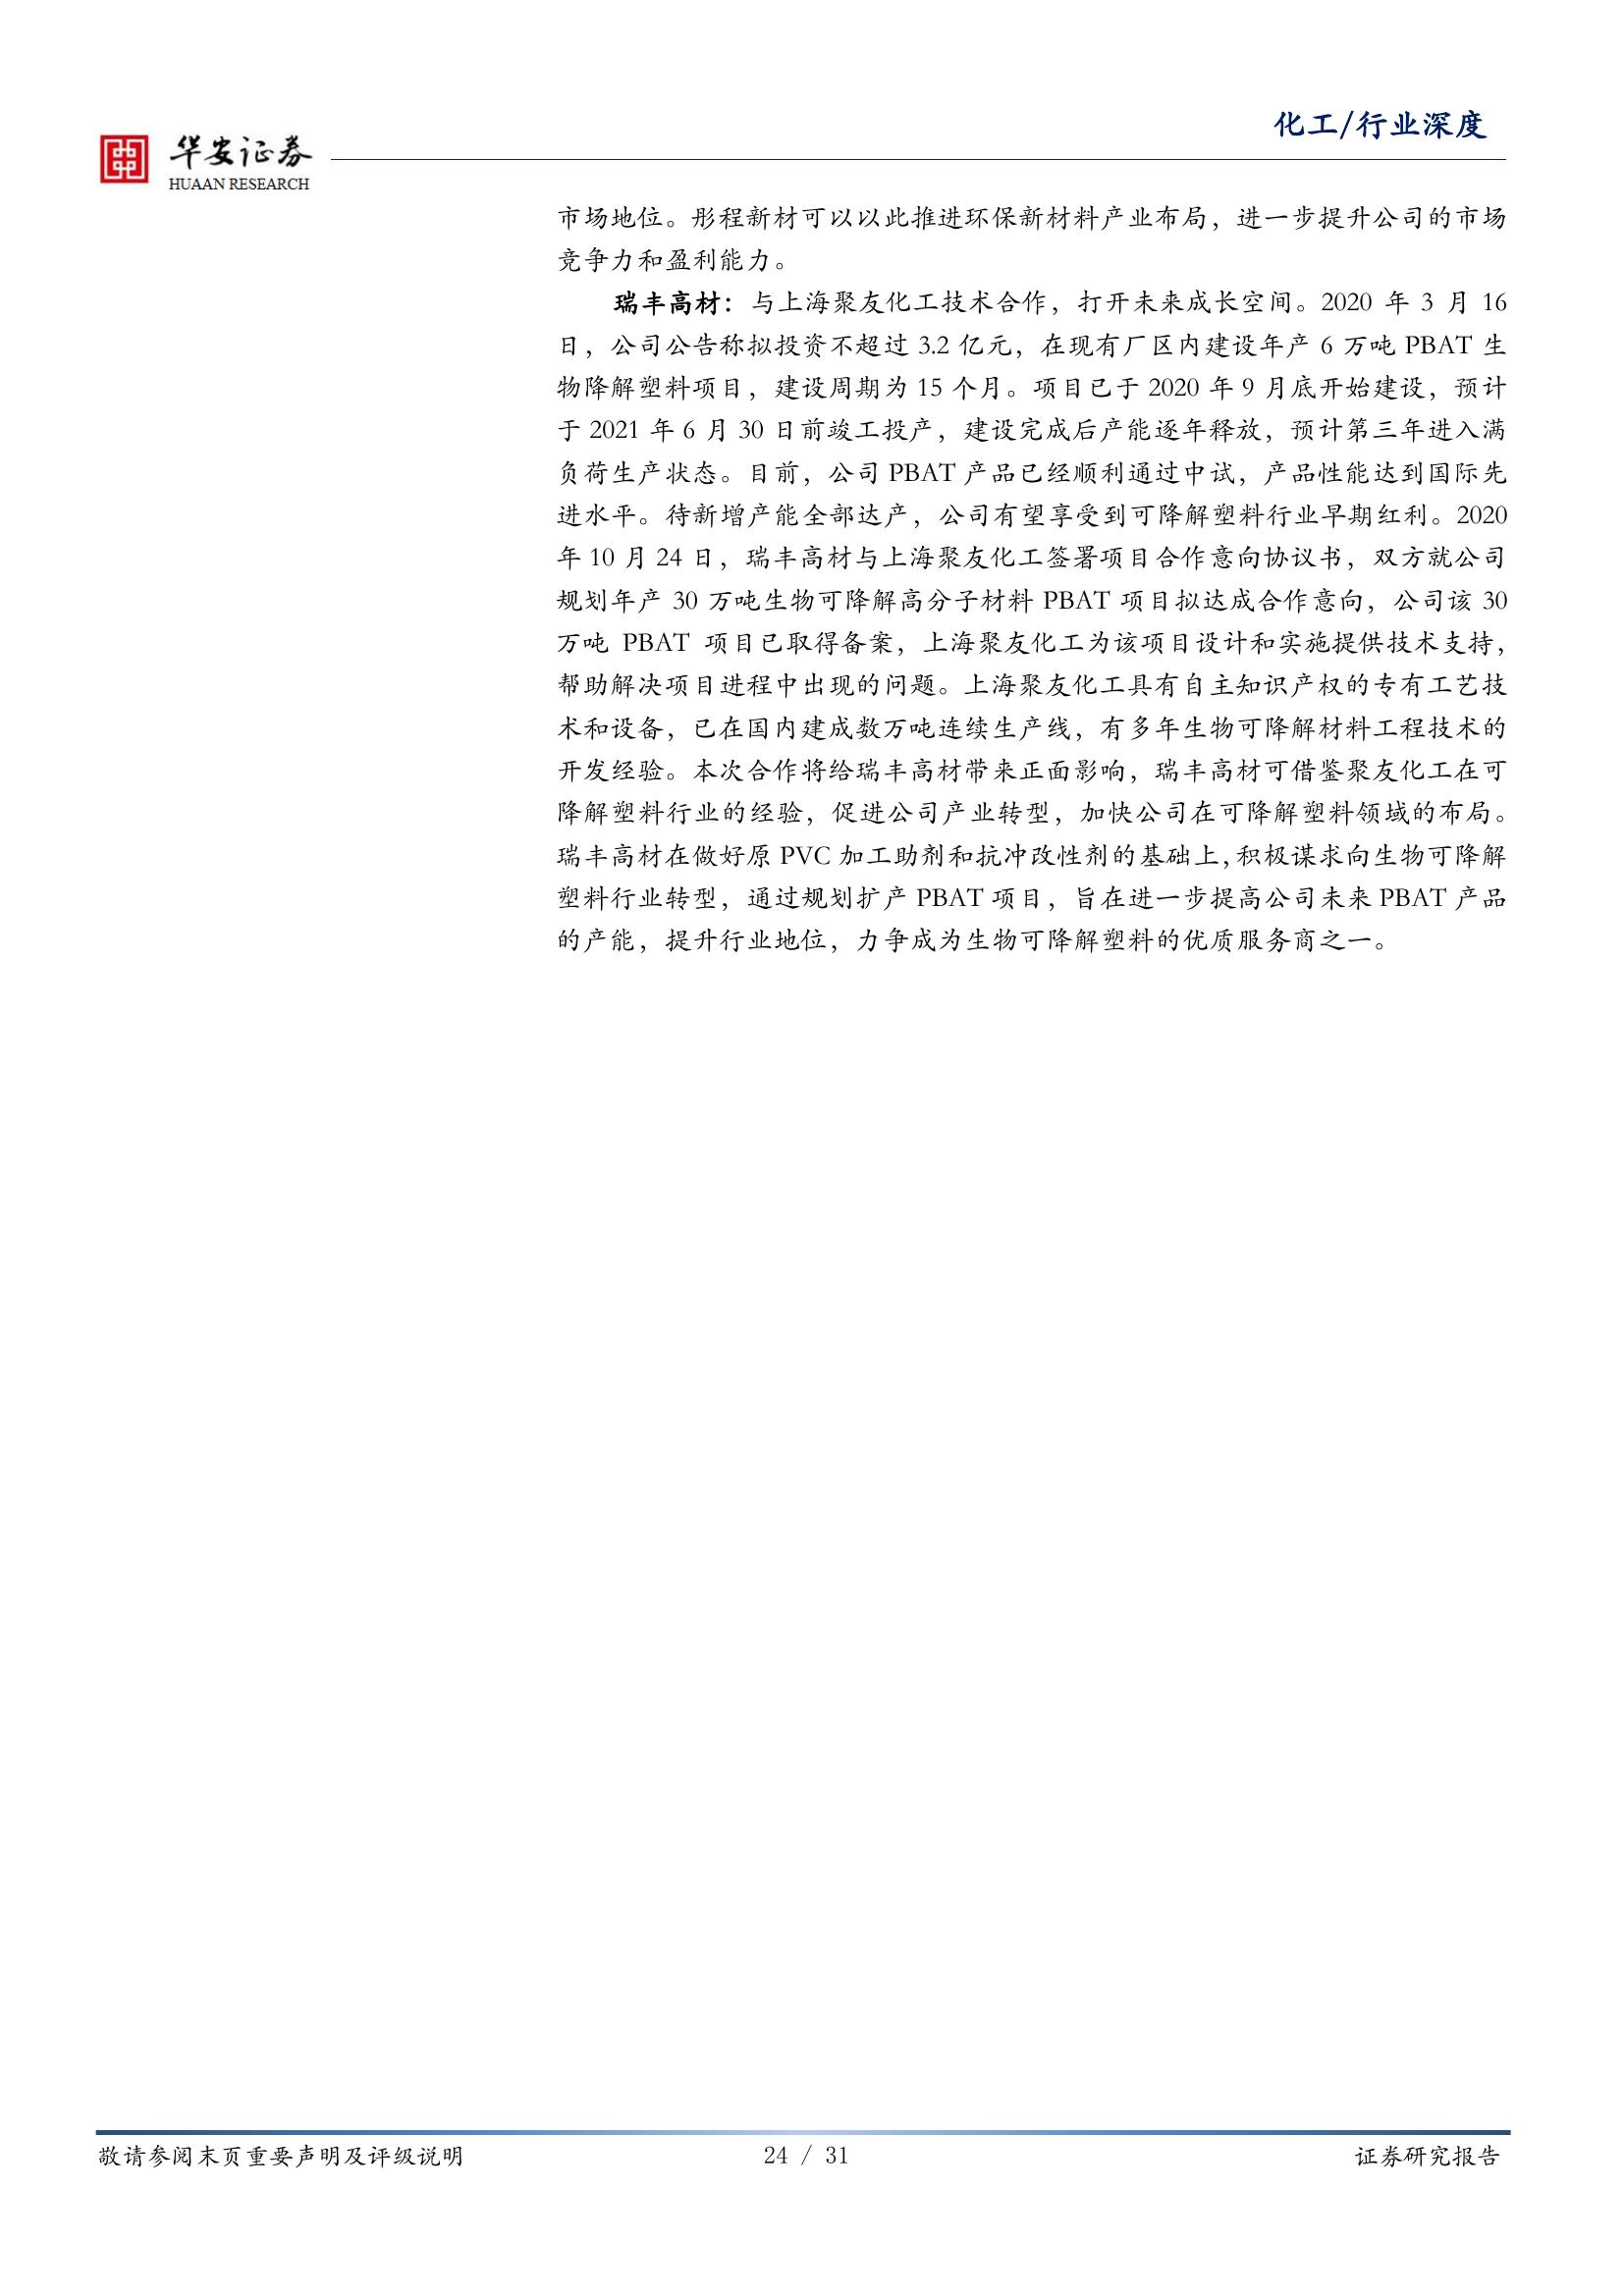 化工/行业深度
华安证券
HUAAN RESEARCH
市场地位。彤程新材可以以此推进环保新材料产业布局，进一步提升公司的市场
竞争力和盈利能力。
瑞丰高材：与上海聚友化工技术合作，打开未来成长空间。2020 年 3 月 16
日，公司公告称拟投资不超过 3.2 亿元，在现有厂区内建设年产 6 万吨 PBAT 生
物降解塑料项目，建设周期为 15 个月。项目已于 2020 年 9 月底开始建设，预计
于 2021 年 6 月 30 日前竣工投产，建设完成后产能逐年释放，预计第三年进入满
负荷生产状态。目前，公司 PBAT 产品已经顺利通过中试，产品性能达到国际先
进水平。待新增产能全部达产，公司有望享受到可降解塑料行业早期红利。2020
年 10 月 24 日，瑞丰高材与上海聚友化工签署项目合作意向协议书，双方就公司
规划年产 30 万吨生物可降解高分子材料 PBAT 项目拟达成合作意向，公司该 30
万吨 PBAT 项目已取得备案，上海聚友化工为该项目设计和实施提供技术支持，
帮助解决项目进程中出现的问题。上海聚友化工具有自主知识产权的专有工艺技
术和设备，已在国内建成数万吨连续生产线，有多年生物可降解材料工程技术的
开发经验。本次合作将给瑞丰高材带来正面影响，瑞丰高材可借鉴聚友化工在可
降解塑料行业的经验，促进公司产业转型，加快公司在可降解塑料领域的布局。
瑞丰高材在做好原 PVC 加工助剂和抗冲改性剂的基础上，积极谋求向生物可降解
塑料行业转型，通过规划扩产 PBAT 项目，旨在进一步提高公司未来 PBAT 产品
的产能，提升行业地位，力争成为生物可降解塑料的优质服务商之一。
敬请参阅末页重要声明及评级说明
24 / 31
证券研究报告